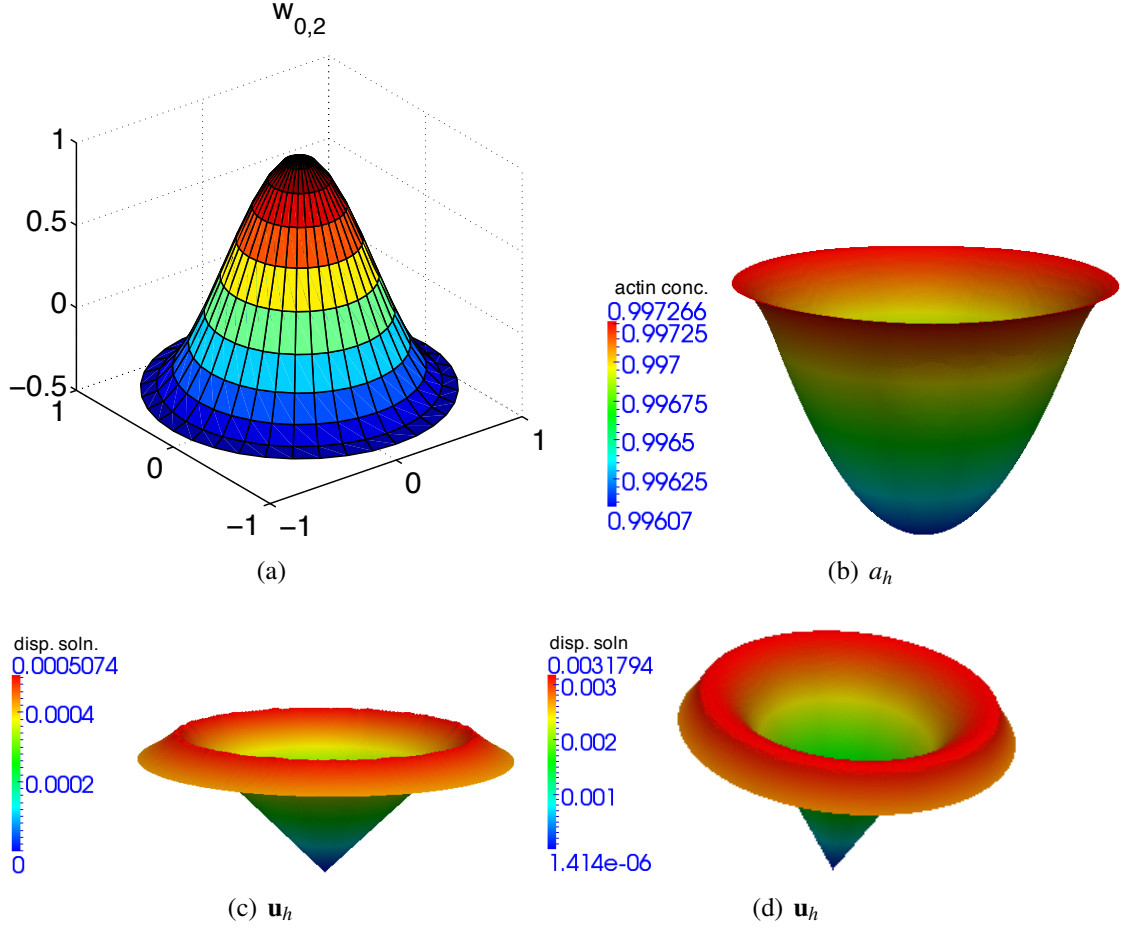 w0,2
1
0.5
0
−0.5
1
0
−1
−1
0
1
(a)
actin conc.
0.997266
0.99725
0.997
0.99675
0.9965
0.99625
0.99607
(b) ah
disp. soln.
0.0005074
0.0004
0.0002
0
(c) uh
disp. soln
0.0031794
0.003
0.002
0.001
1.414e-06
(d) uh